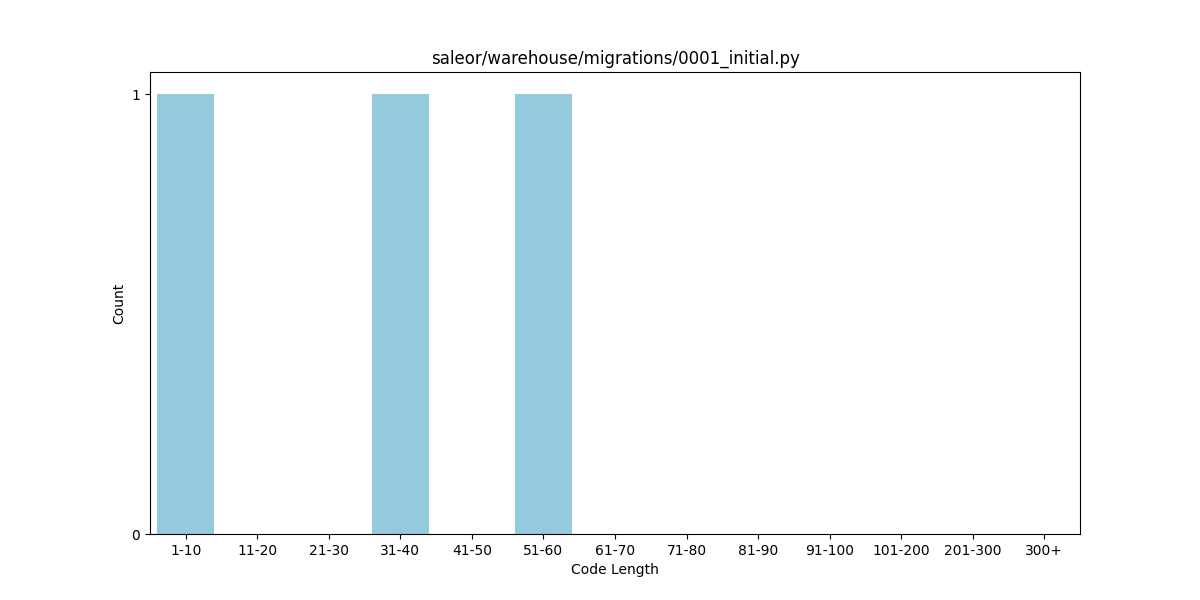 saleor/warehouse/migrations/0001_initial.py
Count
1
0
1-10 11-20 21-30 31-40 41-50 51-60 61-70 71-80 81-90 91-100 101-200 201-300 300+
Code Length